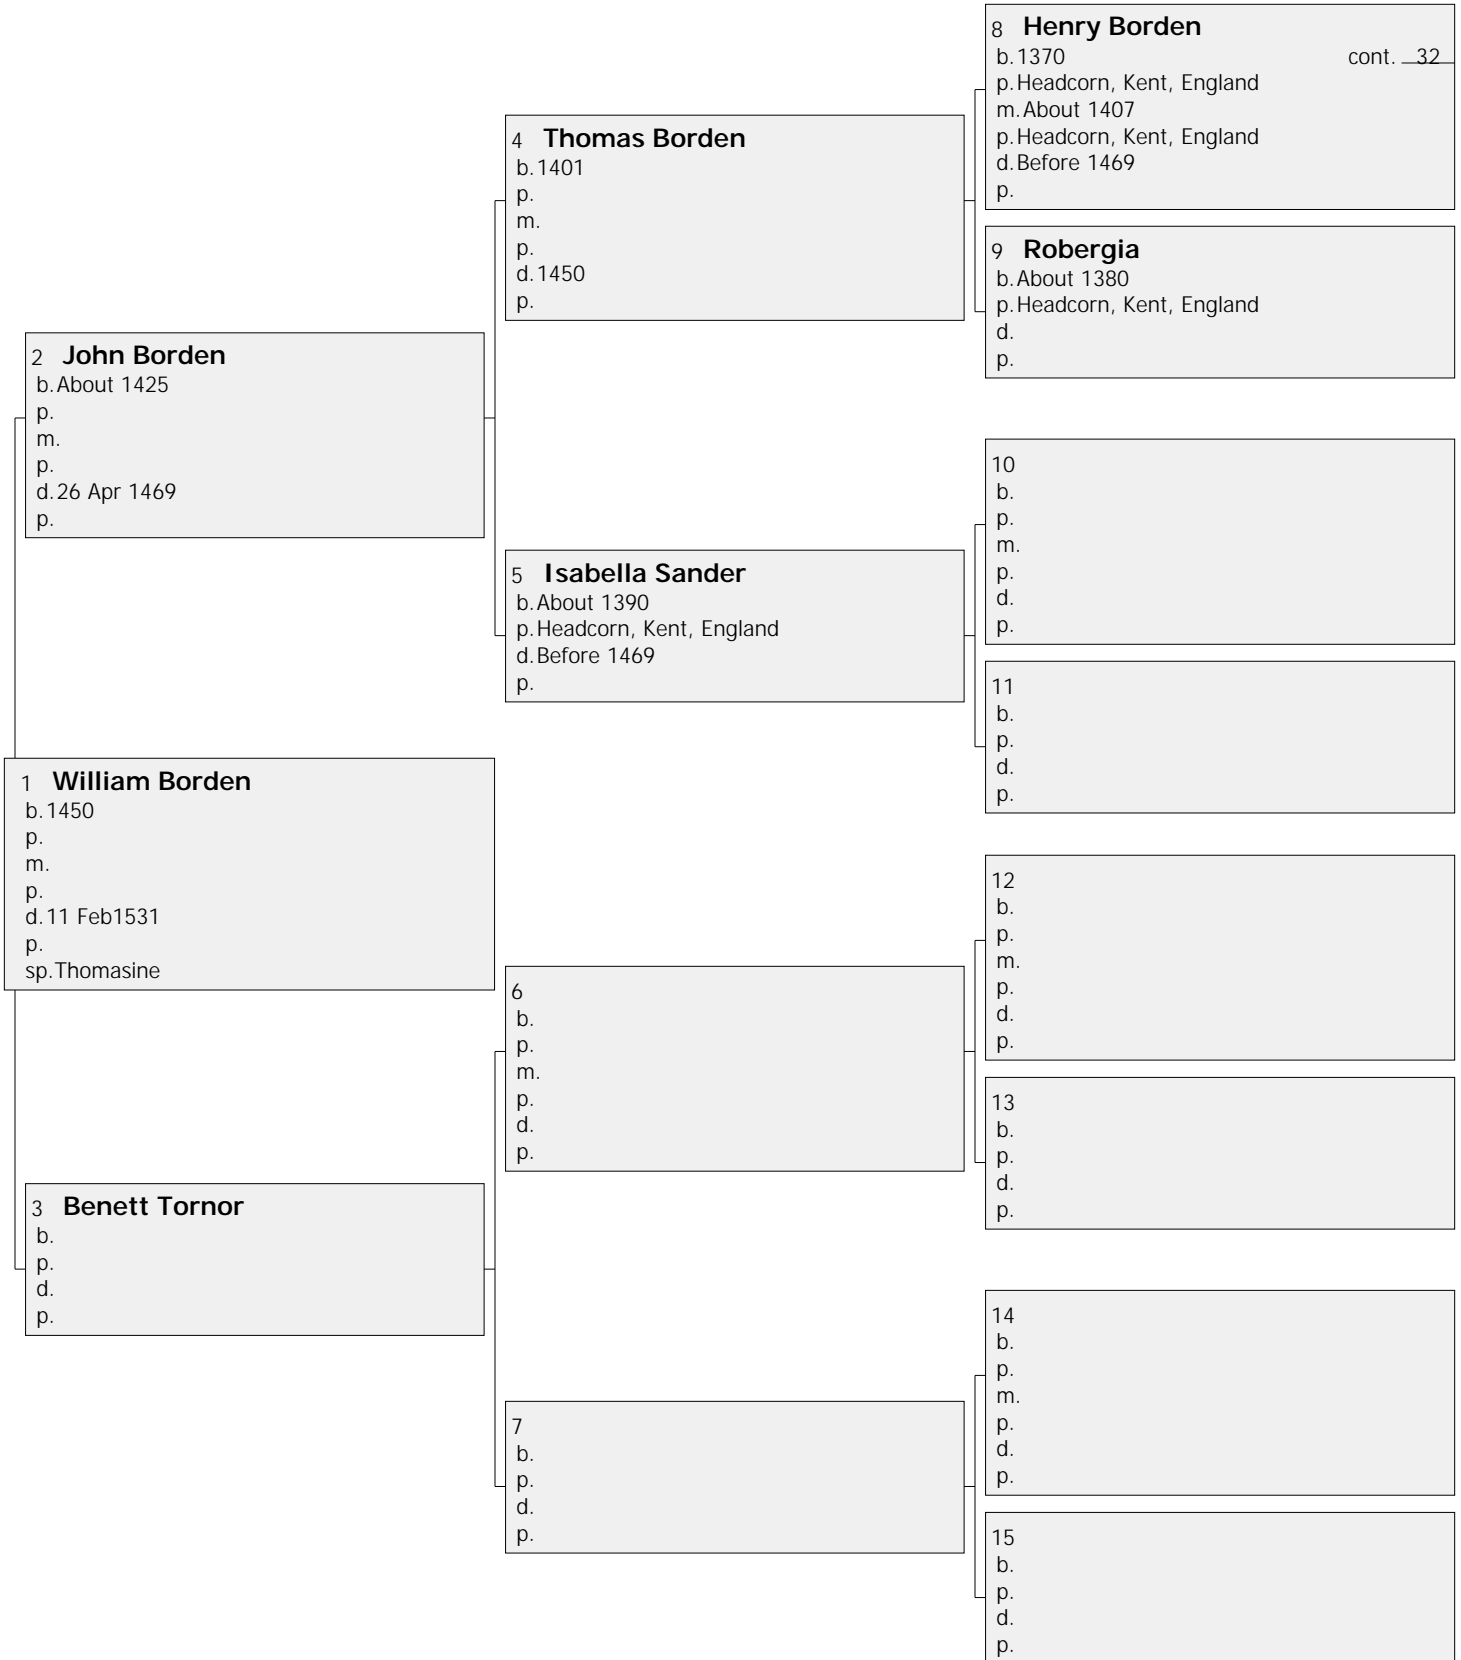 8 Henry Borden
b. 1370 cont. 32
p. Headcorn, Kent, England
m. About 1407
p. Headcorn, Kent, England
d. Before 1469
p.
4 Thomas Borden
b. 1401
p.
m.
p.
d. 1450
p.
9 Robergia
b. About 1380
p. Headcorn, Kent, England
d.
p.
2 John Borden
b. About 1425
p.
m.
p.
d. 26 Apr 1469
p.
10
b.
p.
m.
p.
d.
p.
5 Isabella Sander
b. About 1390
p. Headcorn, Kent, England
d. Before 1469
p.
11
b.
p.
d.
p.
1 William Borden
b. 1450
p.
m.
p.
d. 11 Feb1531
p.
sp. Thomasine
12
b.
p.
m.
p.
d.
p.
6
b.
p.
m.
p.
d.
p.
13
b.
p.
d.
p.
3 Benett Tornor
b.
p.
d.
p.
14
b.
p.
m.
p.
d.
p.
7
b.
p.
d.
p.
15
b.
p.
d.
p.